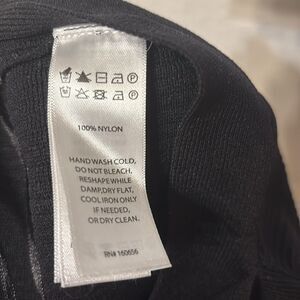 100% NYLON
HAND WASH COLD,
DO NOT BLEACH.
RESHAPE WHILE
DAMP,DRY FLAT,
COOL IRON ONLY
IF NEEDED,
OR DRY CLEAN.
RN# 160656